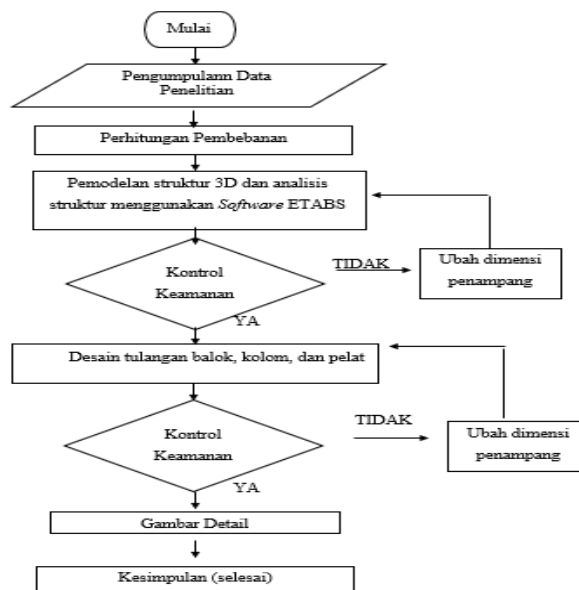 Mulai
Pengumpulann Data
Penelitian
Perhitungan Pembebanan
Pemodelan struktur 3D dan analisis
struktur menggunakan Software ETABS
Kontrol
Keamanan
TIDAK
Ubah dimensi
penampang
YA
Desain tulangan balok, kolom, dan pelat
Kontrol
Keamanan
TIDAK
Ubah dimensi
penampang
YA
Gambar Detail
Kesimpulan (selesai)